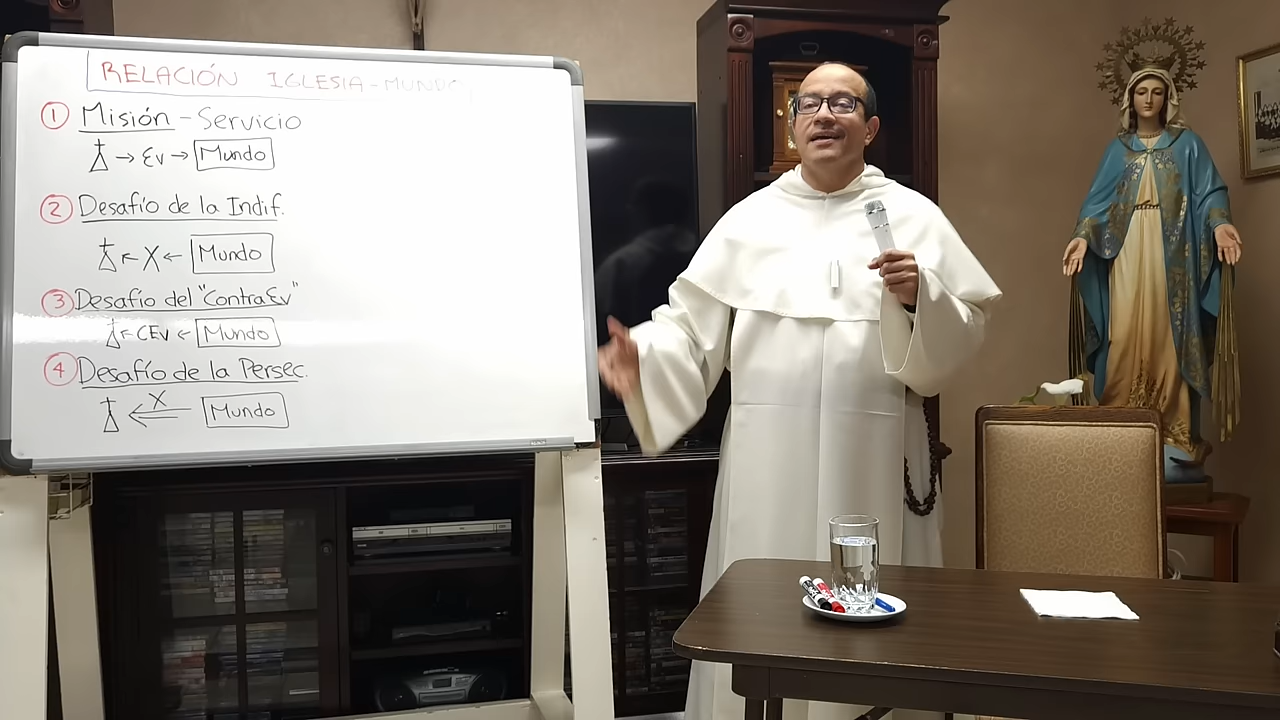 RELACIÓN IGLESIA-MUNDO
① Misión - Servicio
→ Ev → Mundo
② Desafío de la Indif.
← X ← Mundo
③ Desafío del "ContraEv"
← CEv ← Mundo
④ Desafío de la Persec.
X
Mundo